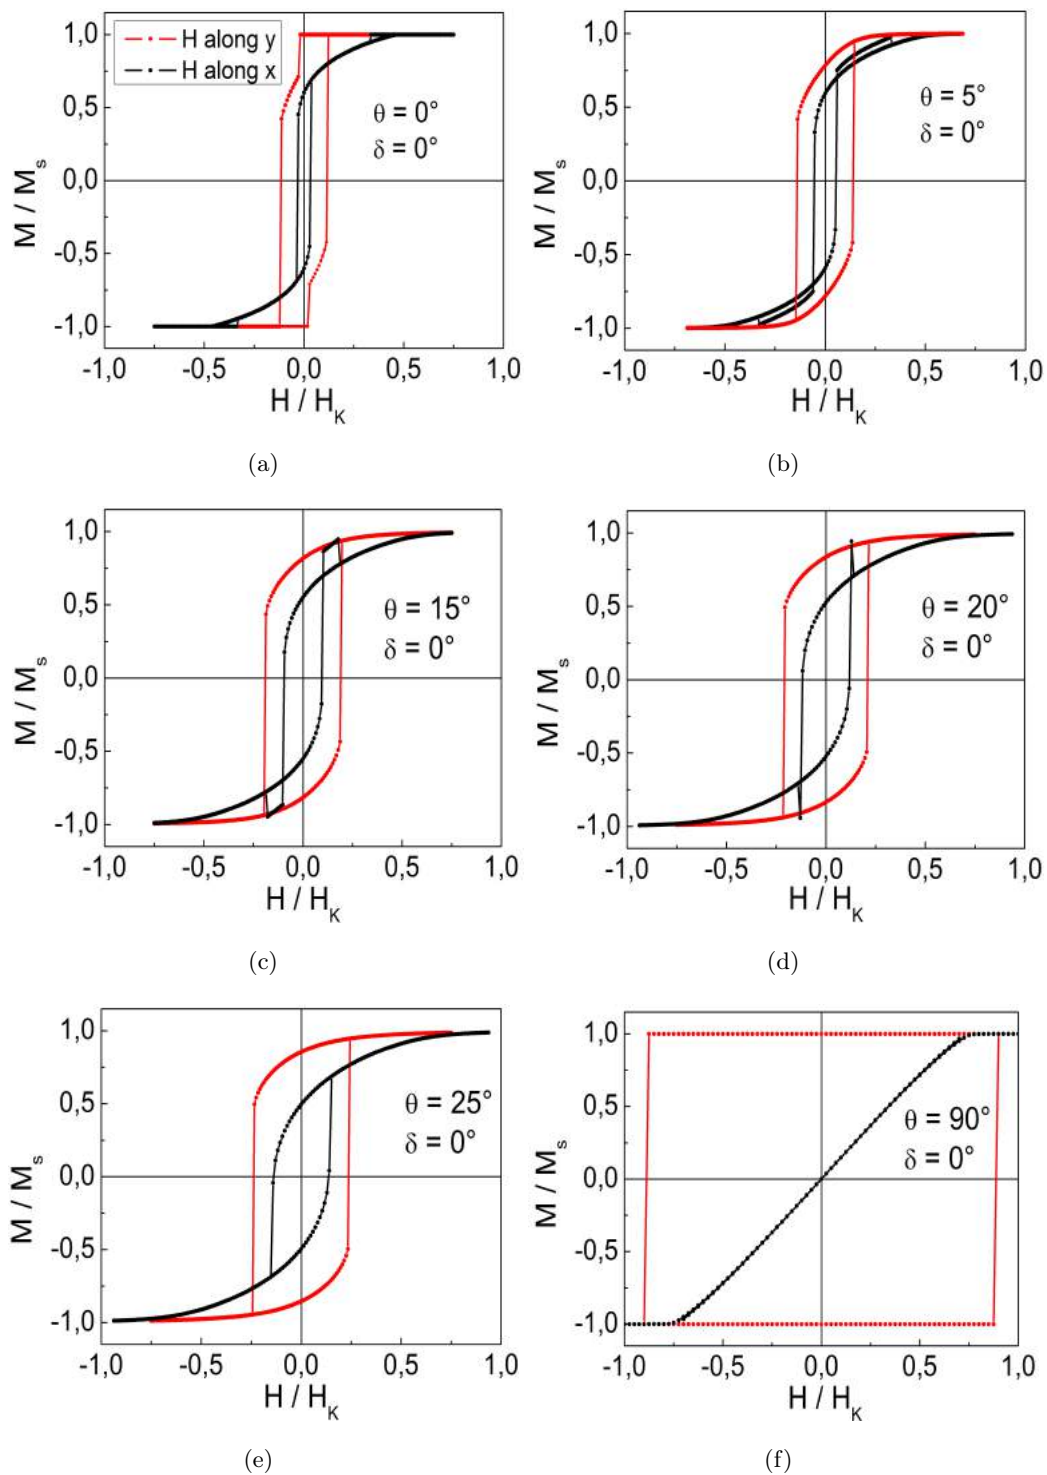 H along y
H along x
θ = 0°
δ = 0°
1,0
0,5
0,0
-0,5
-1,0
M / Ms
-1,0 -0,5 0,0 0,5 1,0
H / HK
(a)
θ = 5°
δ = 0°
1,0
0,5
0,0
-0,5
-1,0
M / Ms
-1,0 -0,5 0,0 0,5 1,0
H / HK
(b)
θ = 15°
δ = 0°
1,0
0,5
0,0
-0,5
-1,0
M / Ms
-1,0 -0,5 0,0 0,5 1,0
H / HK
(c)
θ = 20°
δ = 0°
1,0
0,5
0,0
-0,5
-1,0
M / Ms
-1,0 -0,5 0,0 0,5 1,0
H / HK
(d)
θ = 25°
δ = 0°
1,0
0,5
0,0
-0,5
-1,0
M / Ms
-1,0 -0,5 0,0 0,5 1,0
H / HK
(e)
θ = 90°
δ = 0°
1,0
0,5
0,0
-0,5
-1,0
M / Ms
-1,0 -0,5 0,0 0,5 1,0
H / HK
(f)